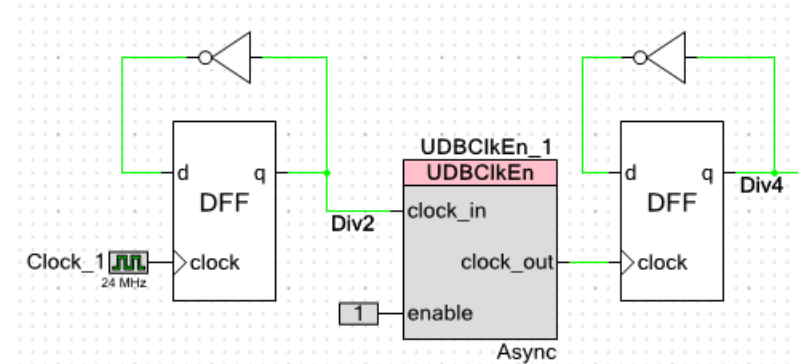 UDBClkEn_1
UDBClkEn
d
q
DFF
clock_in
Div2
Clock_1
24 MHz
clock
clock_out
1
enable
Async
d
q
DFF
Div4
clock